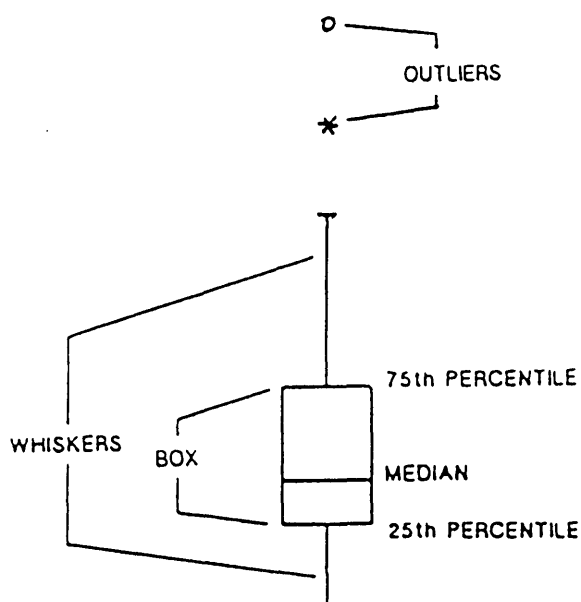 OUTLIERS
75th PERCENTILE
WHISKERS
BOX
MEDIAN
25th PERCENTILE